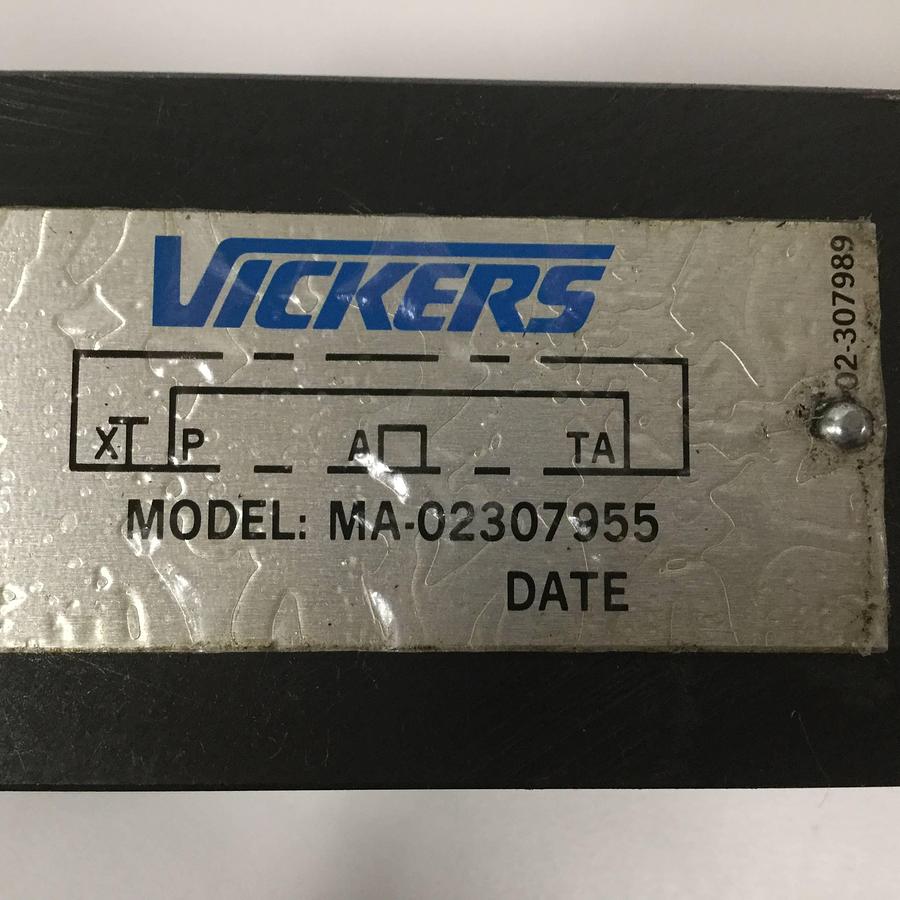 VICKERS
02-307989
X P A TA
MODEL: MA-02307955
DATE